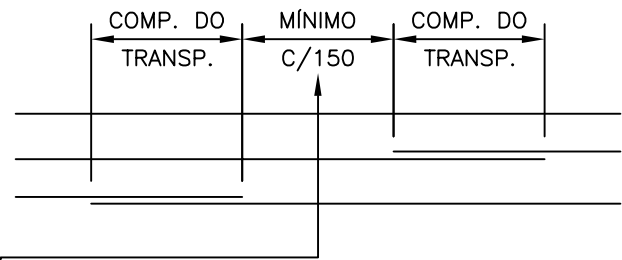 COMP. DO MÍNIMO COMP. DO
TRANSP. C/150 TRANSP.